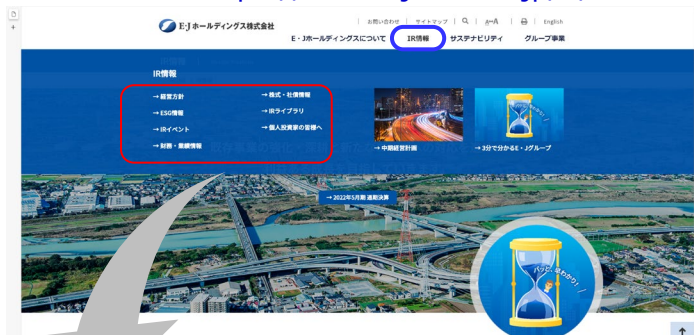 E・Jホールディングス株式会社
お問い合わせ | サイトマップ | A⇔A | English
E・Jホールディングスについて IR情報 サステナビリティ グループ事業
IR情報
→ 経営方針
→ ESG情報
→ IRイベント
→ 財務・業績情報
→ 株式・社債情報
→ IRライブラリ
→ 個人投資家の皆様へ
→ 中期経営計画
→ 3分で分かるE・Jグループ
→ 2022年5月期 通期決算
パッと、わかり!